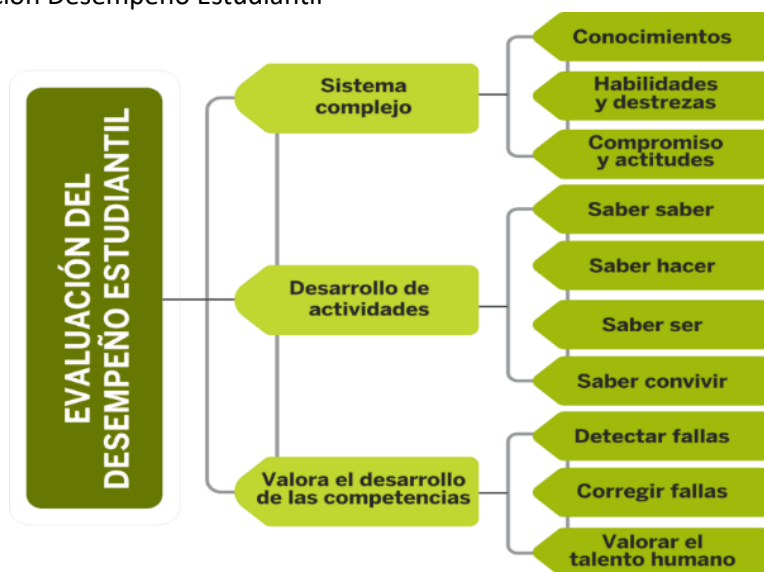 ción Desempeño Estudiantil
EVALUACIÓN DEL
DESEMPEÑO ESTUDIANTIL
Sistema
complejo
Conocimientos
Habilidades
y destrezas
Compromiso
y actitudes
Desarrollo de
actividades
Saber saber
Saber hacer
Saber ser
Saber convivir
Valora el desarrollo
de las competencias
Detectar fallas
Corregir fallas
Valorar el
talento humano